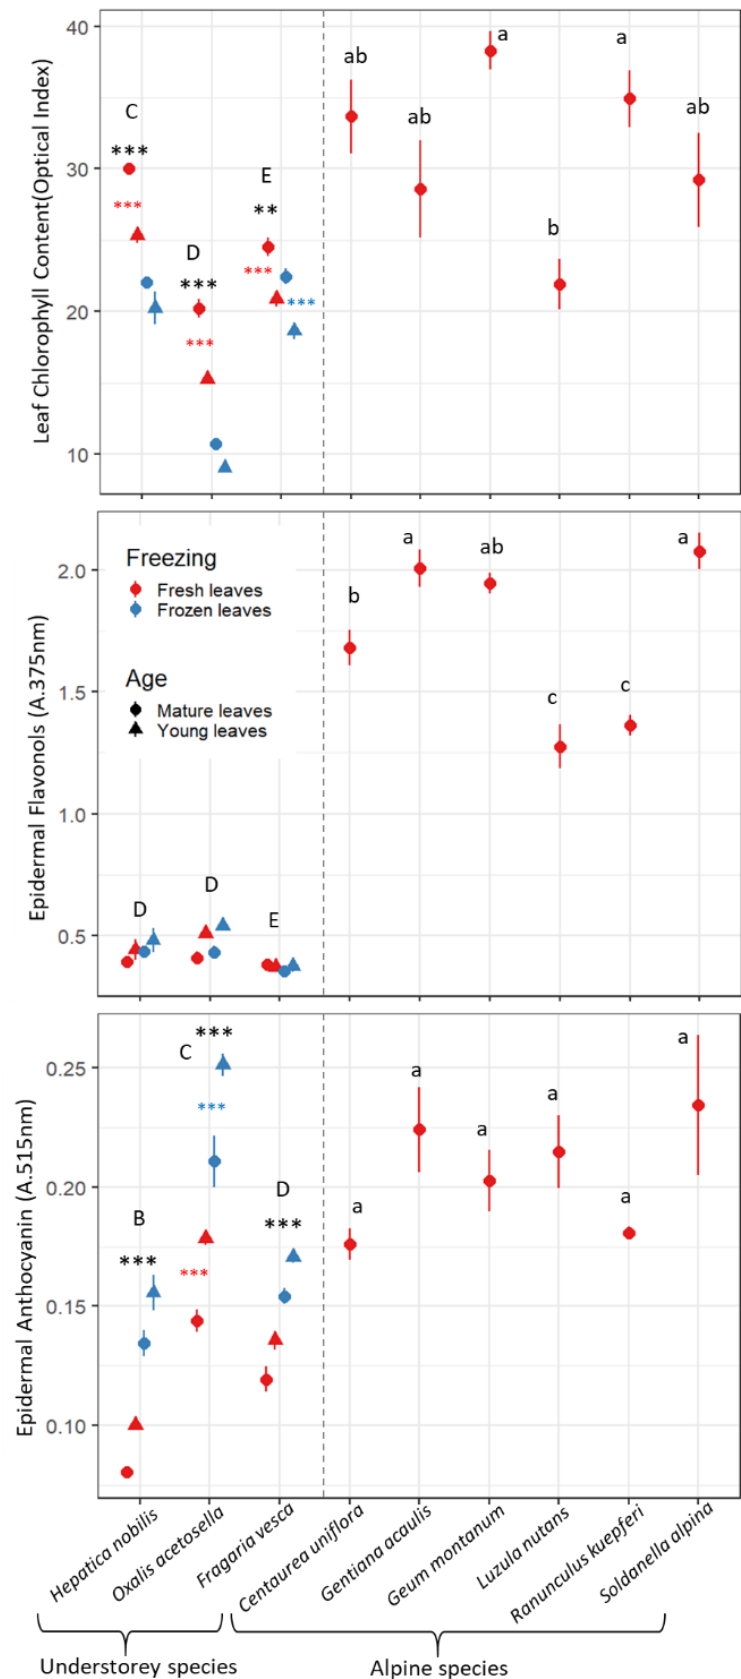 Leaf Chlorophyll Content(Optical Index)
40
30
20
10
C
***
***
D
***
***
E
**
***
***
ab
ab
a
b
a
ab
Epidermal Flavonols (A.375nm)
2.0
1.5
1.0
0.5
Freezing
Fresh leaves
Frozen leaves
Age
Mature leaves
Young leaves
D
D
E
b
a
ab
c
c
a
Epidermal Anthocyanin (A.515nm)
0.25
0.20
0.15
0.10
B
***
***
C
***
***
D
***
a
a
a
a
a
a
Hepatica nobilis
Oxalis acetosella
Fragaria vesca
Centaurea uniflora
Gentiana acaulis
Geum montanum
Luzula nutans
Ranunculus kuepferi
Soldanella alpina
Understorey species
Alpine species